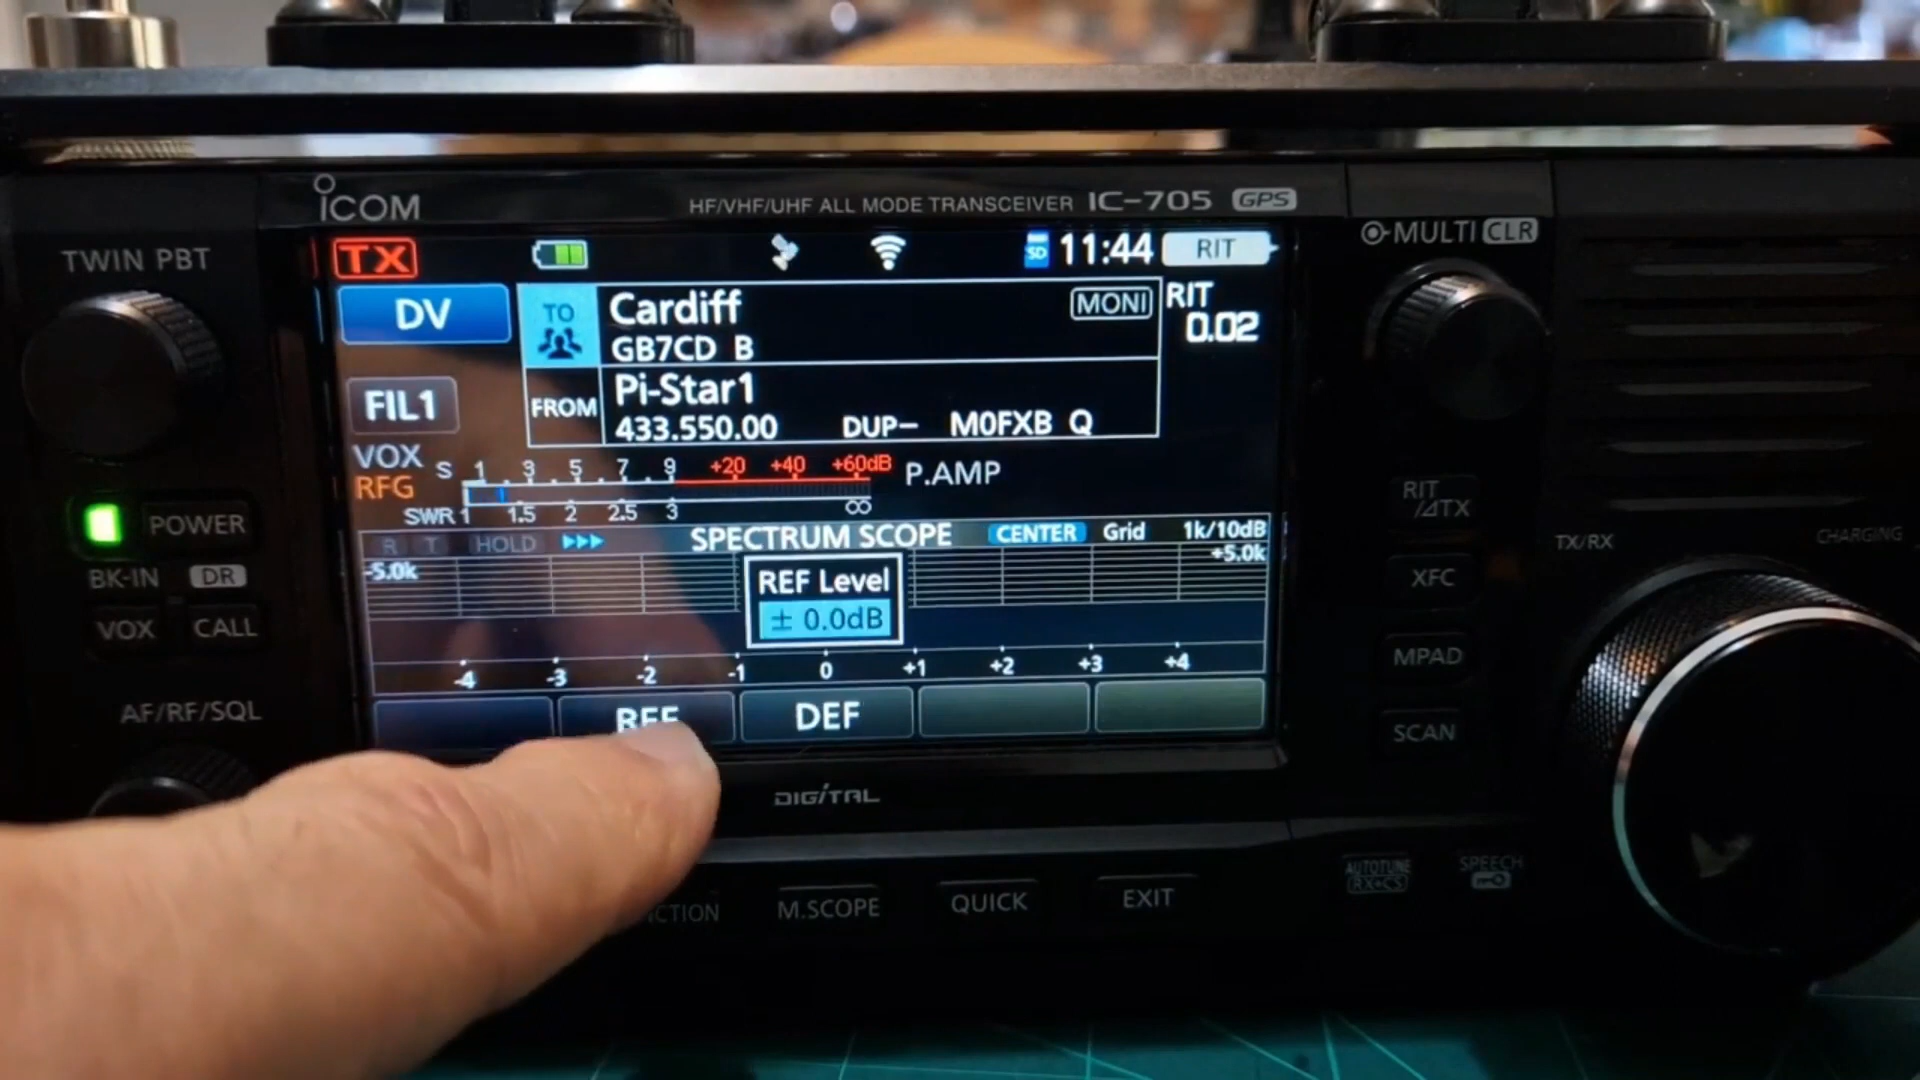 ICOM
HF/VHF/UHF ALL MODE TRANSCEIVER IC-705 GPS
TWIN PBT
MULTI CLR
TX
SD 11:44 RIT
DV
TO Cardiff MONI
GB7CD B
RIT
0.02
FIL1
FROM Pi-Star1
433.550.00 DUP- M0FXB Q
VOX
RFG
S 1 3 5 7 9 +20 +40 +60dB P.AMP
SWR 1 1.5 2 2.5 3 ∞
R T HOLD SPECTRUM SCOPE CENTER Grid 1k/10dB
-5.0k +5.0k
REF Level
± 0.0dB
-4 -3 -2 -1 0 +1 +2 +3 +4
REF DEF
POWER
BK-IN DR
VOX CALL
AF/RF/SQL
RIT
/⊿TX
XFC
MPAD
SCAN
TX/RX CHARGING
DIGITAL
M.SCOPE QUICK EXIT
AUTOTUNE
RX→CS
SPEECH